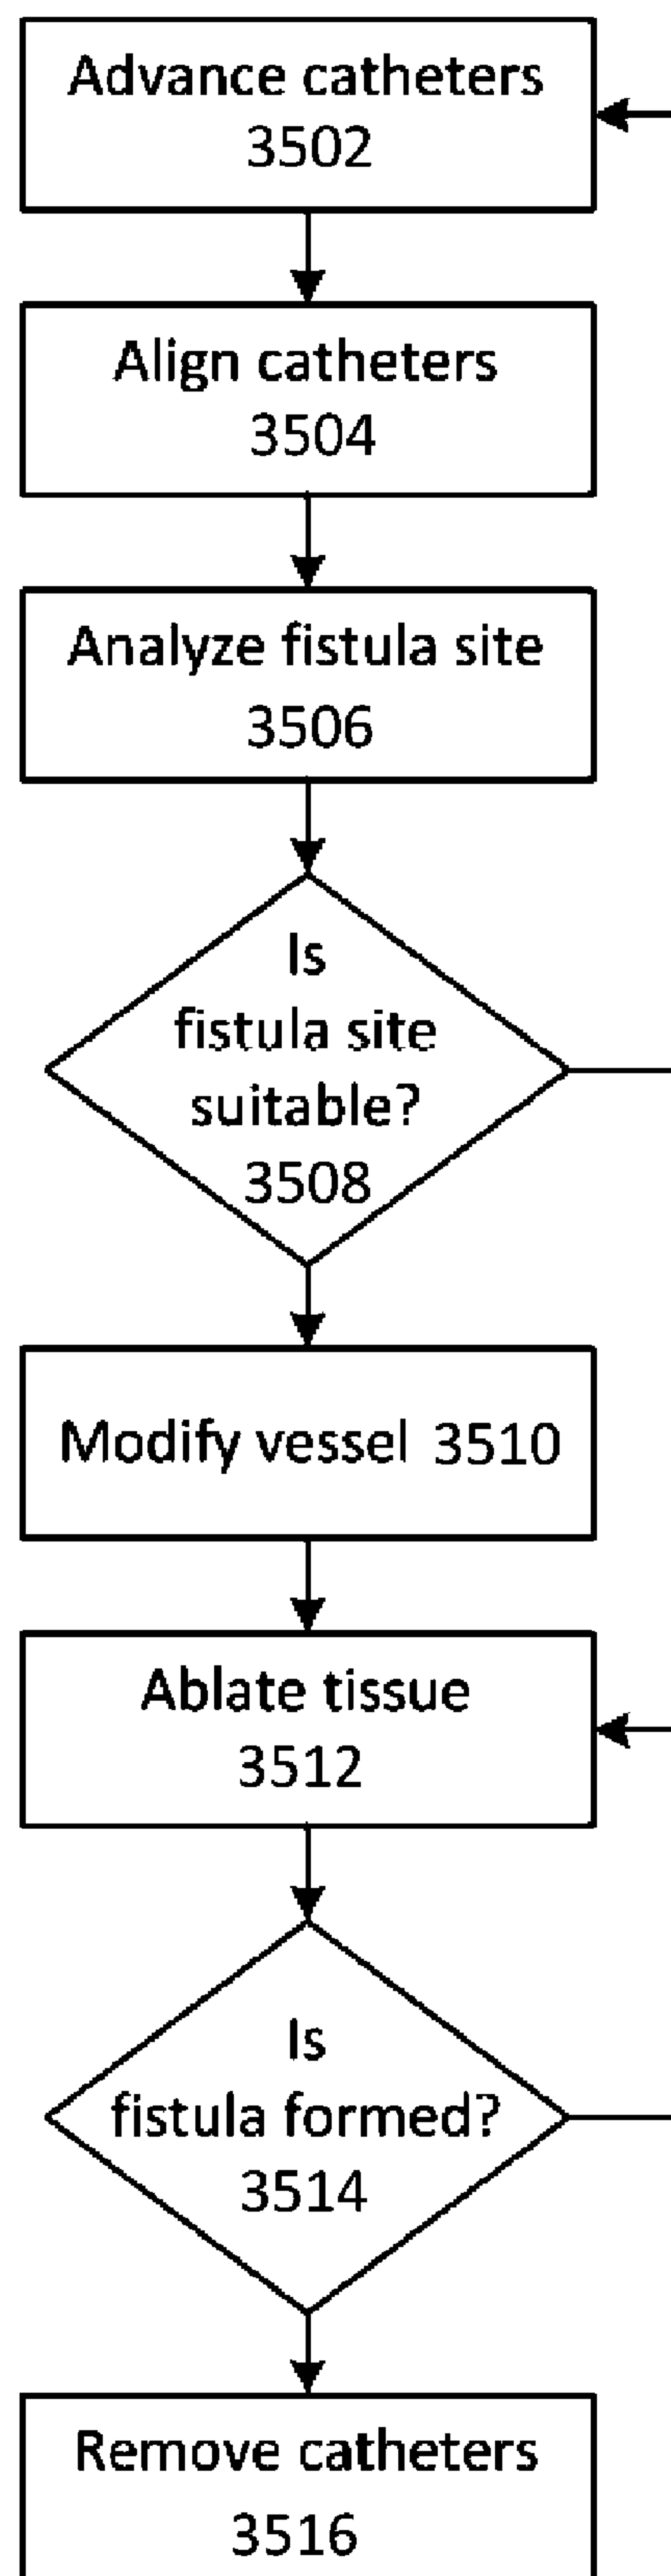 Advance catheters
3502
Align catheters
3504
Analyze fistula site
3506
Is
fistula site
suitable?
3508
Modify vessel 3510
Ablate tissue
3512
Is
fistula formed?
3514
Remove catheters
3516